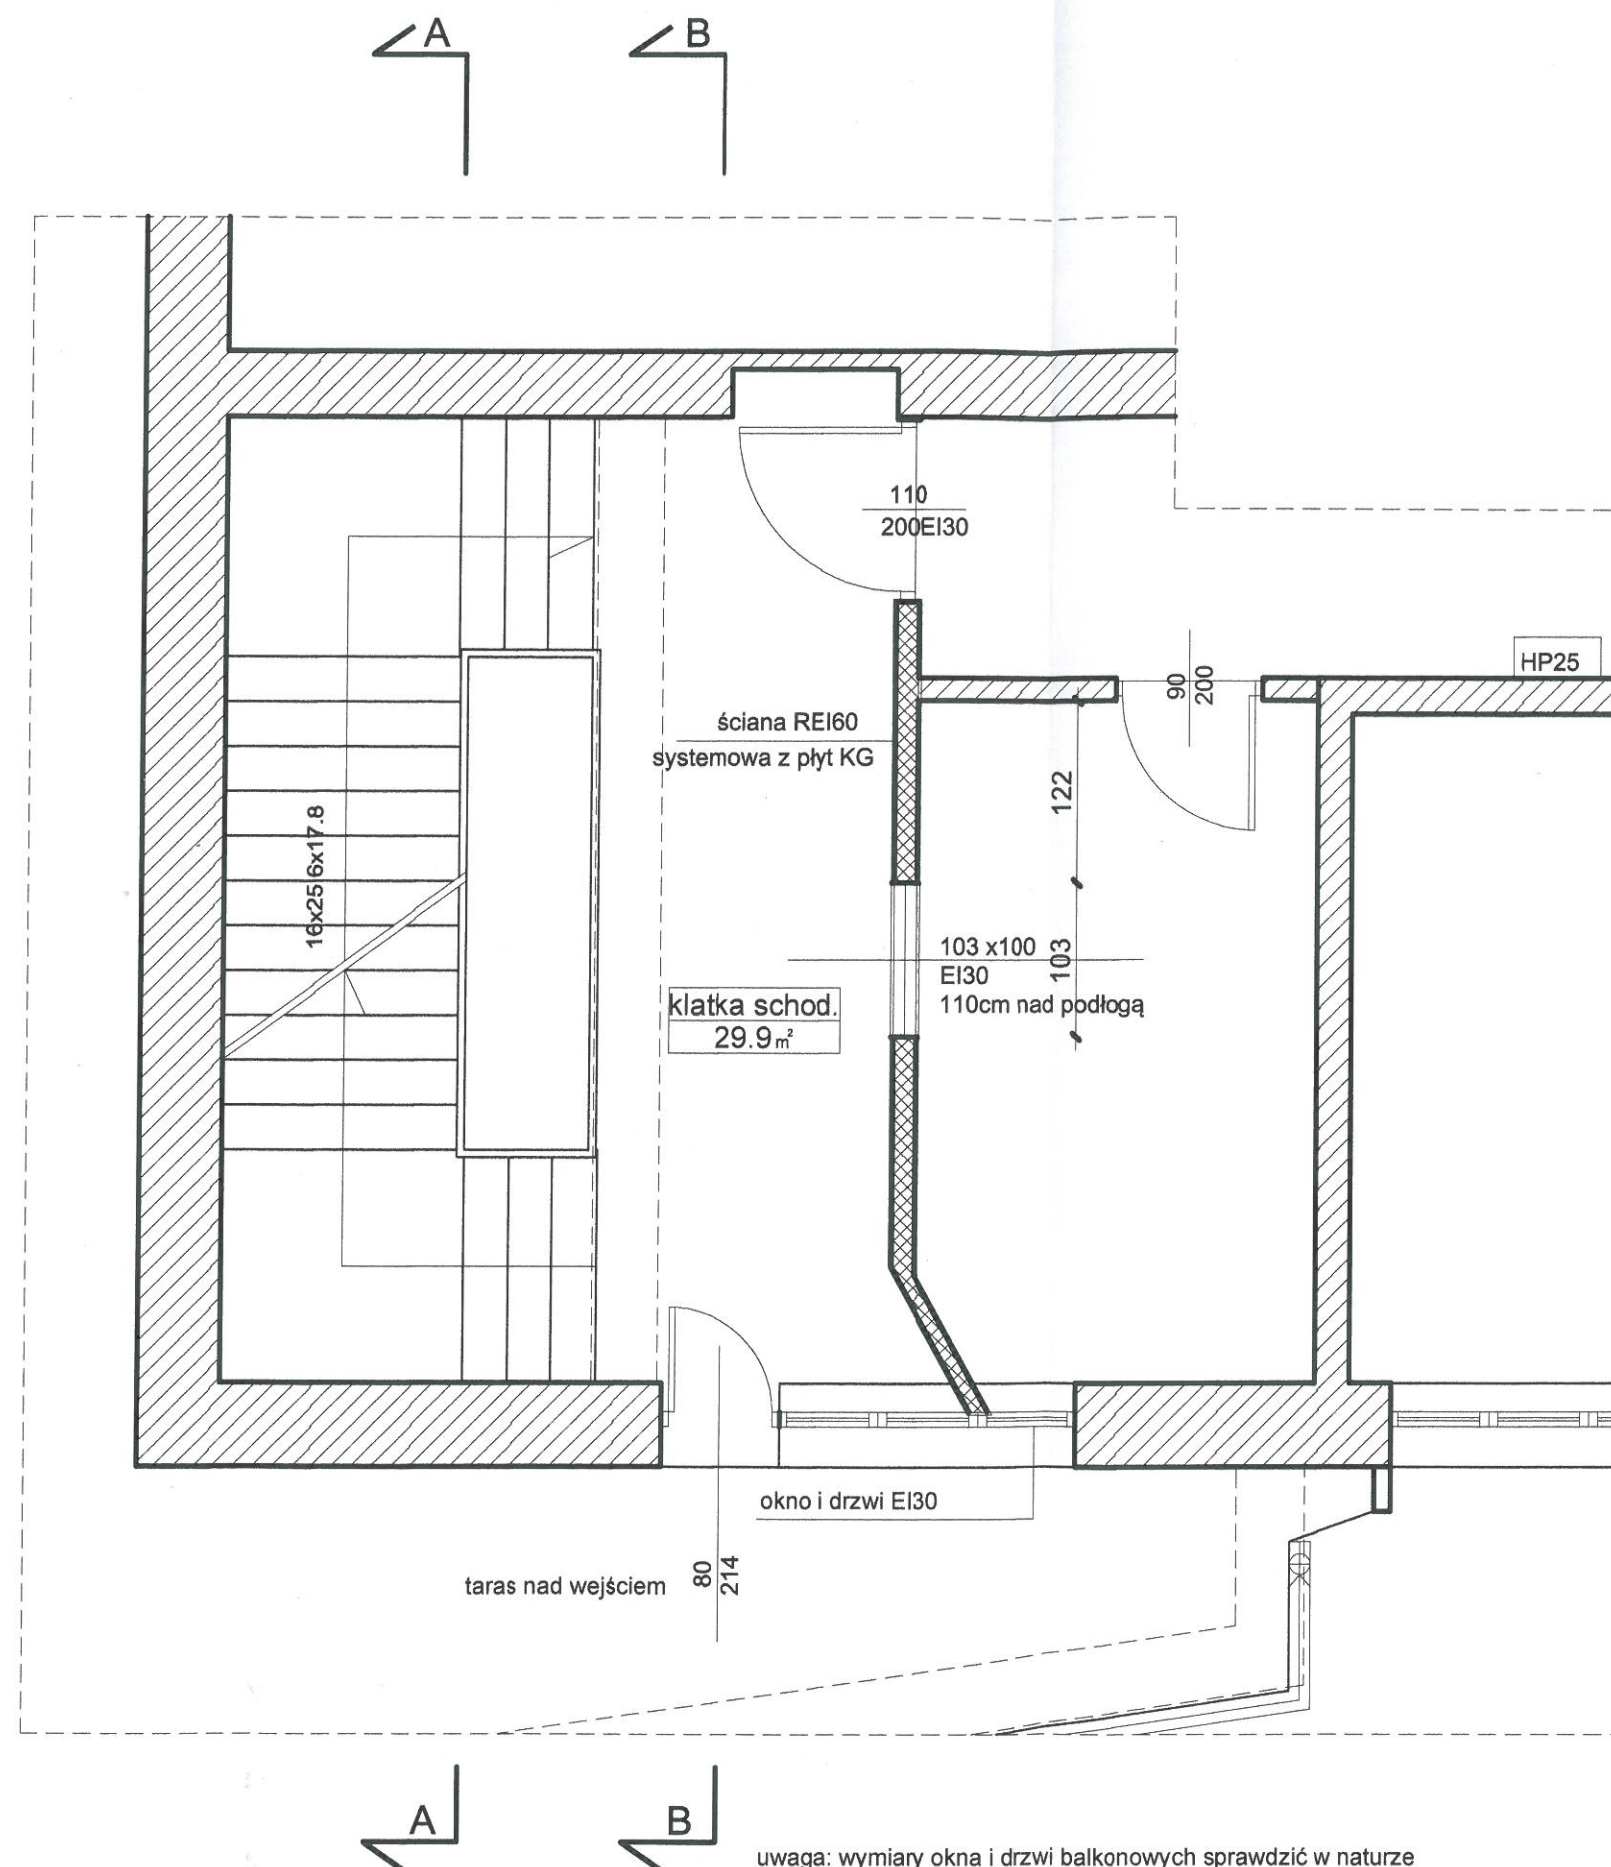 A
B
110
200EI30
HP25
90
200
ściana REI60
systemowa z płyt KG
122
16x25 6x17.8
103 x100
EI30
103
110cm nad podłogą
klatka schod.
29.9m²
okno i drzwi EI30
taras nad wejściem
80
214
A
B
uwaga: wymiary okna i drzwi balkonowych sprawdzić w naturze